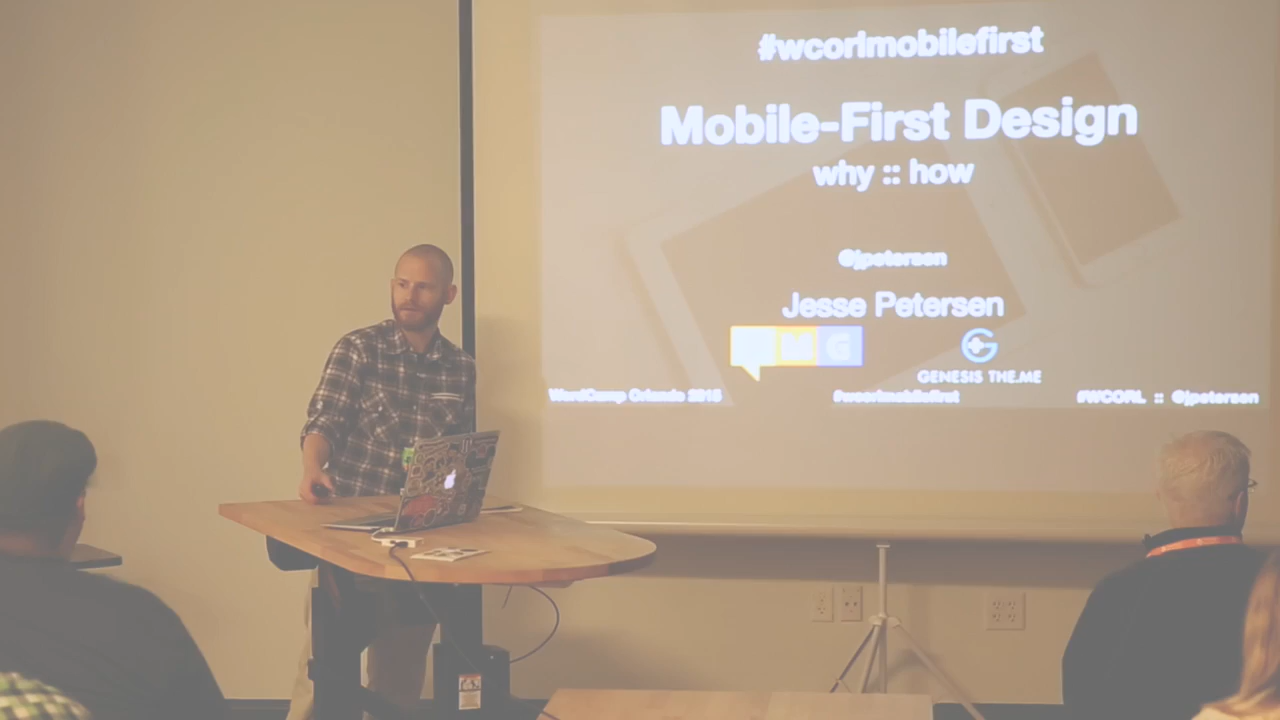 #wcorlmobilefirst
Mobile-First Design
why :: how
@jpetersen
Jesse Petersen
M G
GENESIS THE.ME
WordCamp Orlando 2015 #wcorlmobilefirst #WCORL :: @jpetersen